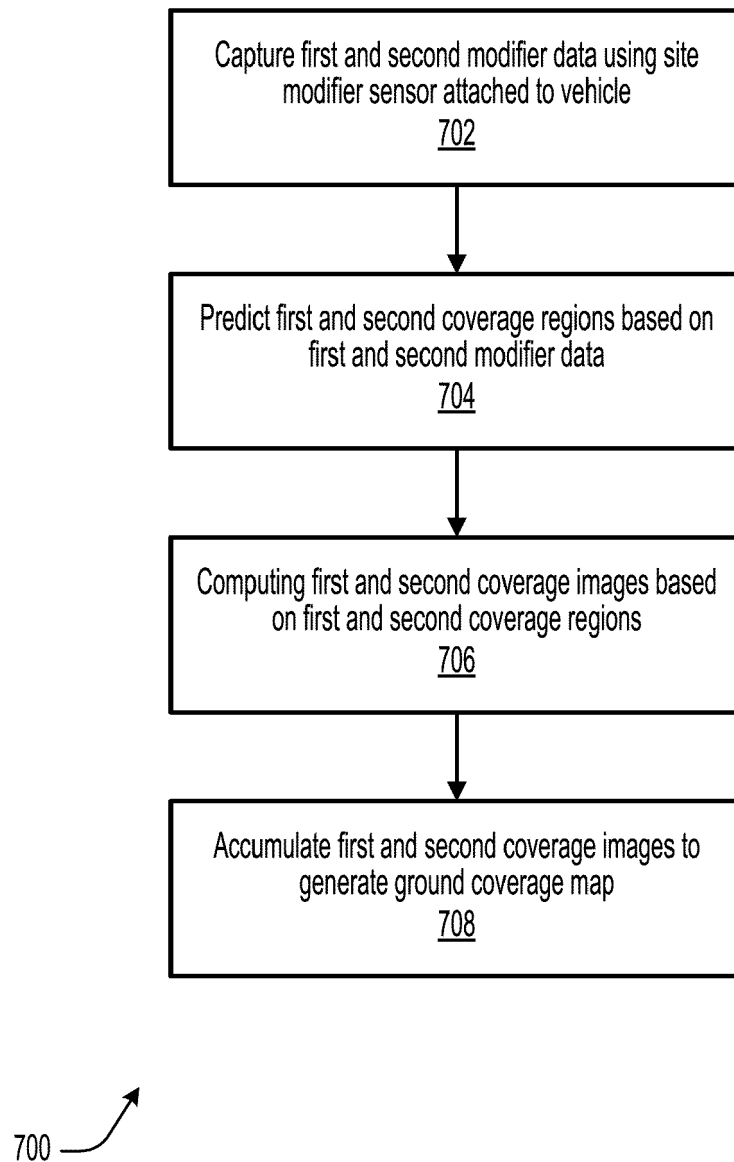 Capture first and second modifier data using site
modifier sensor attached to vehicle
702
Predict first and second coverage regions based on
first and second modifier data
704
Computing first and second coverage images based
on first and second coverage regions
706
Accumulate first and second coverage images to
generate ground coverage map
708
700